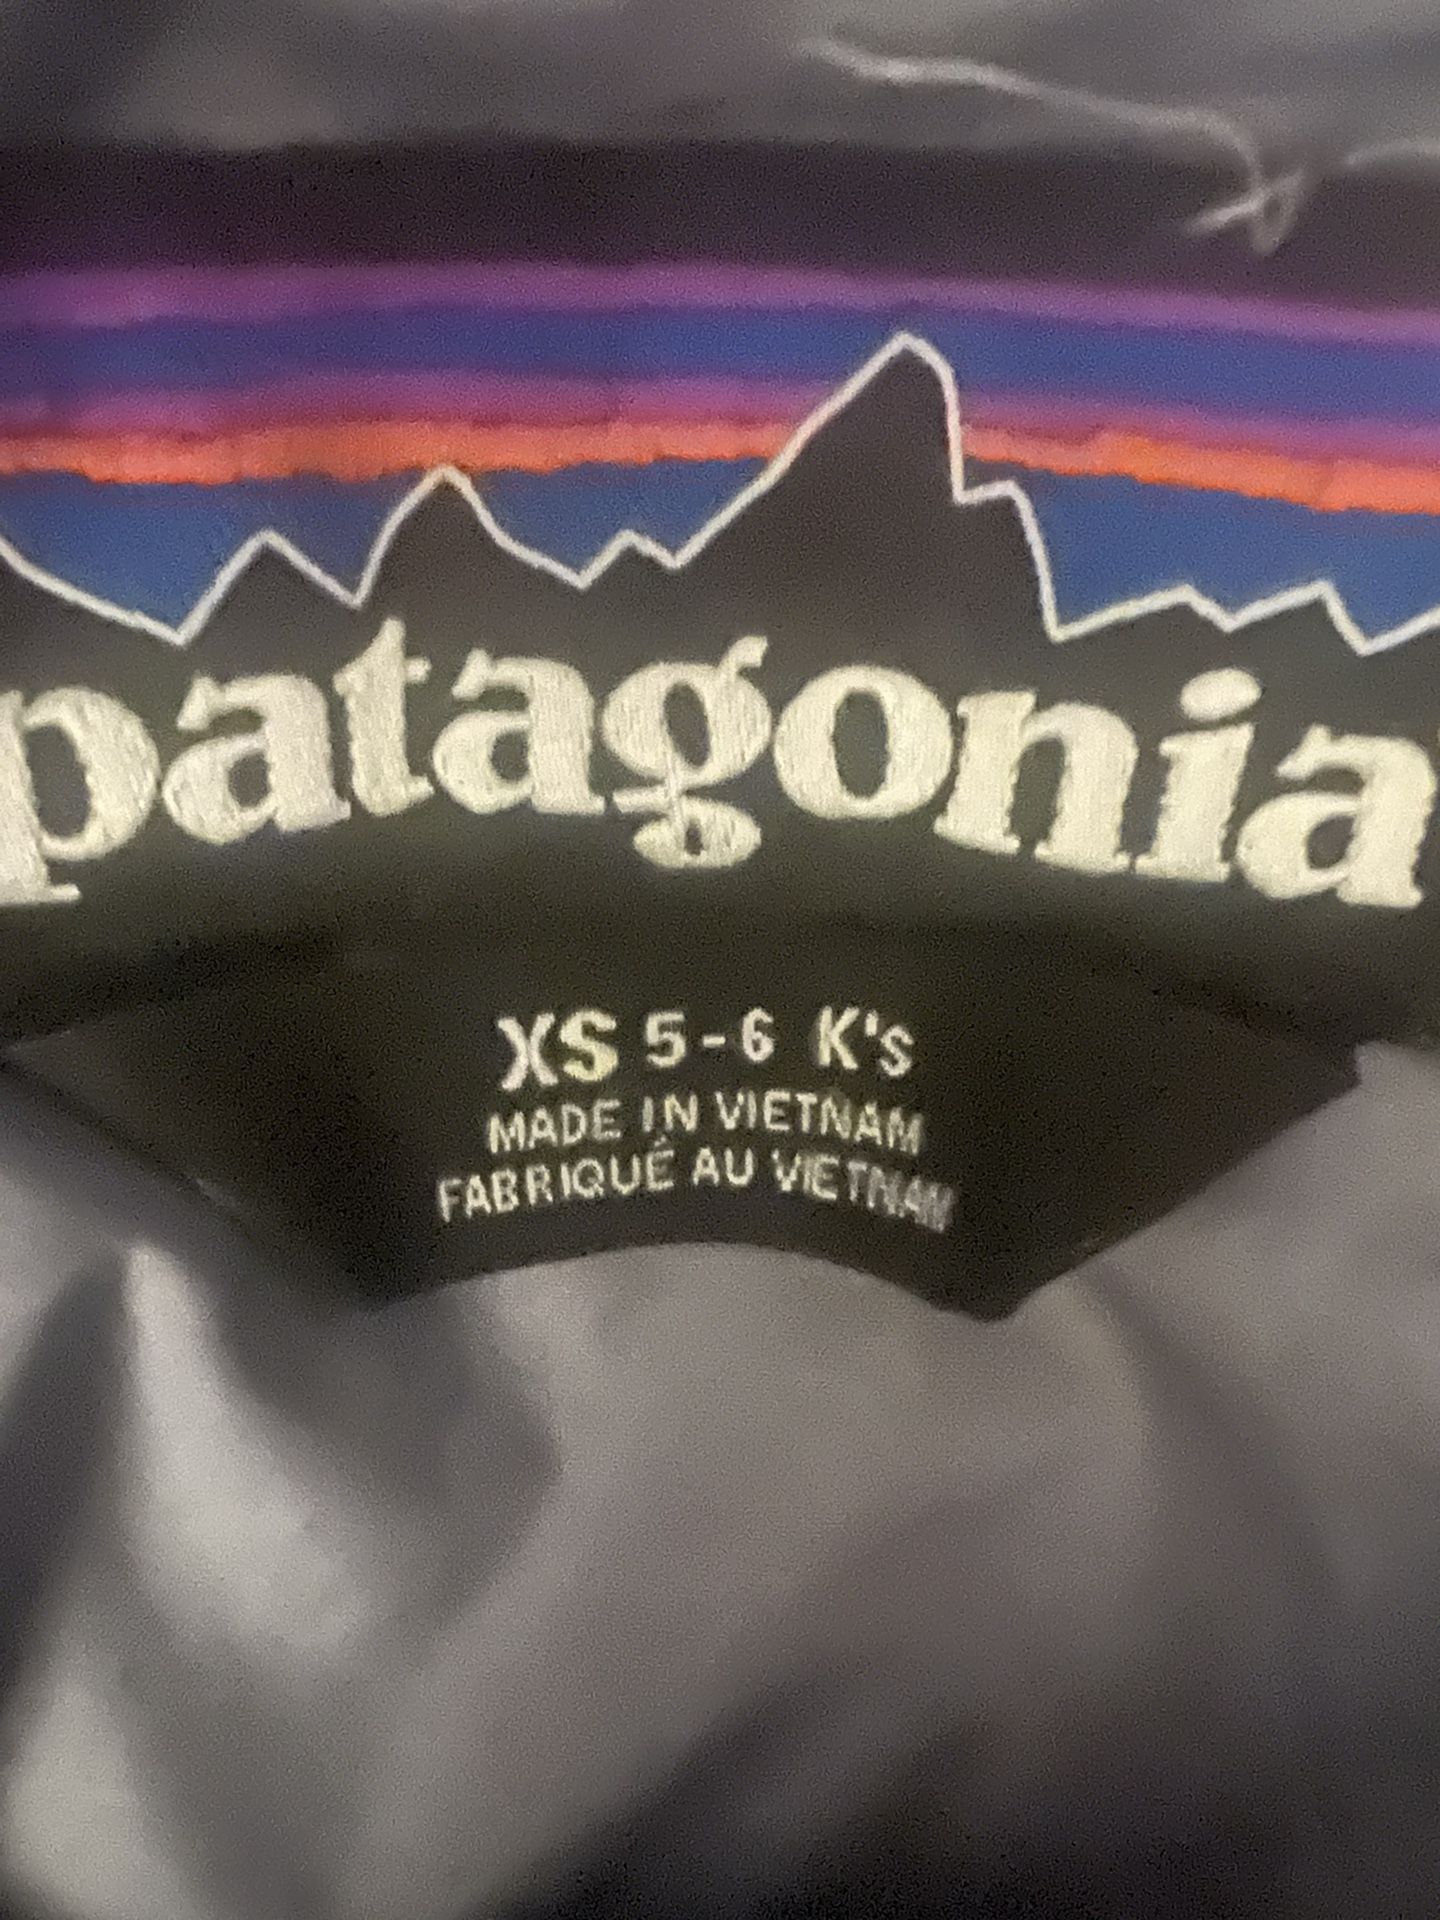 patagonia
XS 5-6 K's
MADE IN VIETNAM
FABRIQUÉ AU VIETNAM